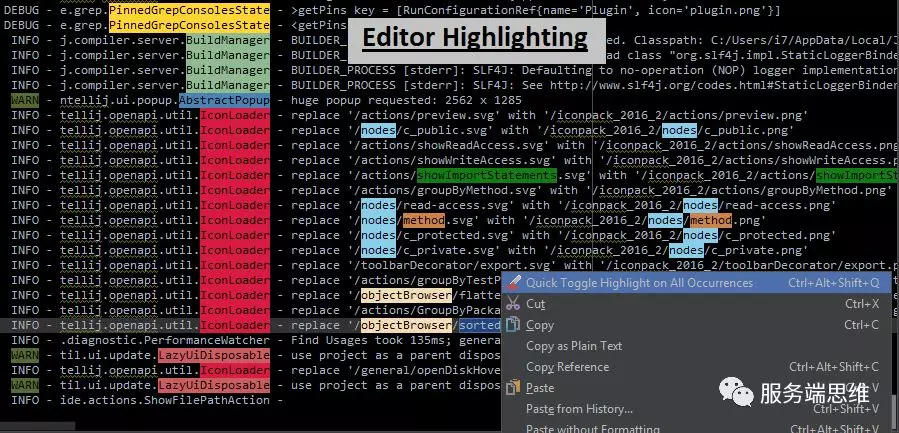 DEBUG - e.grep.PinnedGrepConsolesState - >getPins key = [RunConfigurationRef{name='Plugin', icon='plugin.png'}]
DEBUG - e.grep.PinnedGrepConsolesState - <getPins
Editor Highlighting
INFO - j.compiler.server.BuildManager - BUILDER_ ed. Classpath: C:/Users/i7/AppData/Local/
INFO - j.compiler.server.BuildManager - BUILDER_ ad class "org.slf4j.impl.StaticLoggerBinde
INFO - j.compiler.server.BuildManager - BUILDER_PROCESS [stderr]: SLF4J: Defaulting to no-operation (NOP) logger implementation
INFO - j.compiler.server.BuildManager - BUILDER_PROCESS [stderr]: SLF4J: See http://www.slf4j.org/codes.html#StaticLoggerBinder
WARN - ntellij.ui.popup.AbstractPopup - huge popup requested: 2562 x 1285
INFO - tellij.openapi.util.IconLoader - replace '/actions/preview.svg' with '/iconpack_2016_2/actions/preview.png'
INFO - tellij.openapi.util.IconLoader - replace '/nodes/c_public.svg' with '/iconpack_2016_2/nodes/c_public.png'
INFO - tellij.openapi.util.IconLoader - replace '/actions/showReadAccess.svg' with '/iconpack_2016_2/actions/showReadAccess.png
INFO - tellij.openapi.util.IconLoader - replace '/actions/showWriteAccess.svg' with '/iconpack_2016_2/actions/showWriteAccess.p
INFO - tellij.openapi.util.IconLoader - replace '/actions/showImportStatements.svg' with '/iconpack_2016_2/actions/showImportSt
INFO - tellij.openapi.util.IconLoader - replace '/actions/groupByMethod.svg' with '/iconpack_2016_2/actions/groupByMethod.png'
INFO - tellij.openapi.util.IconLoader - replace '/nodes/read-access.svg' with '/iconpack_2016_2/nodes/read-access.png'
INFO - tellij.openapi.util.IconLoader - replace '/nodes/method.svg' with '/iconpack_2016_2/nodes/method.png'
INFO - tellij.openapi.util.IconLoader - replace '/nodes/c_protected.svg' with '/iconpack_2016_2/nodes/c_protected.png'
INFO - tellij.openapi.util.IconLoader - replace '/nodes/c_private.svg' with '/iconpack_2016_2/nodes/c_private.png'
INFO - tellij.openapi.util.IconLoader - replace '/toolbarDecorator/export.svg' with '/iconpack_2016_2/toolbarDecorator/export.p
INFO - tellij.openapi.util.IconLoader - replace '/actions/groupByTestP
INFO - tellij.openapi.util.IconLoader - replace '/objectBrowser/flatte
INFO - tellij.openapi.util.IconLoader - replace '/actions/GroupByPacka
INFO - tellij.openapi.util.IconLoader - replace '/objectBrowser/sorted
INFO - .diagnostic.PerformanceWatcher - Find Usages took 135ms; genera
WARN - til.ui.update.LazyUiDisposable - use project as a parent dispos
INFO - tellij.openapi.util.IconLoader - replace '/general/openDiskHove
WARN - til.ui.update.LazyUiDisposable - use project as a parent dispos
INFO - ide.actions.ShowFilePathAction -
Quick Toggle Highlight on All Occurrences Ctrl+Alt+Shift+Q
Cut Ctrl+X
Copy Ctrl+C
Copy as Plain Text
Copy Reference Ctrl+Alt+Shift+C
Paste V
Paste from History... Ctrl+Shift+V
Paste without Formatting Ctrl+Alt+Shift+V
服务端思维